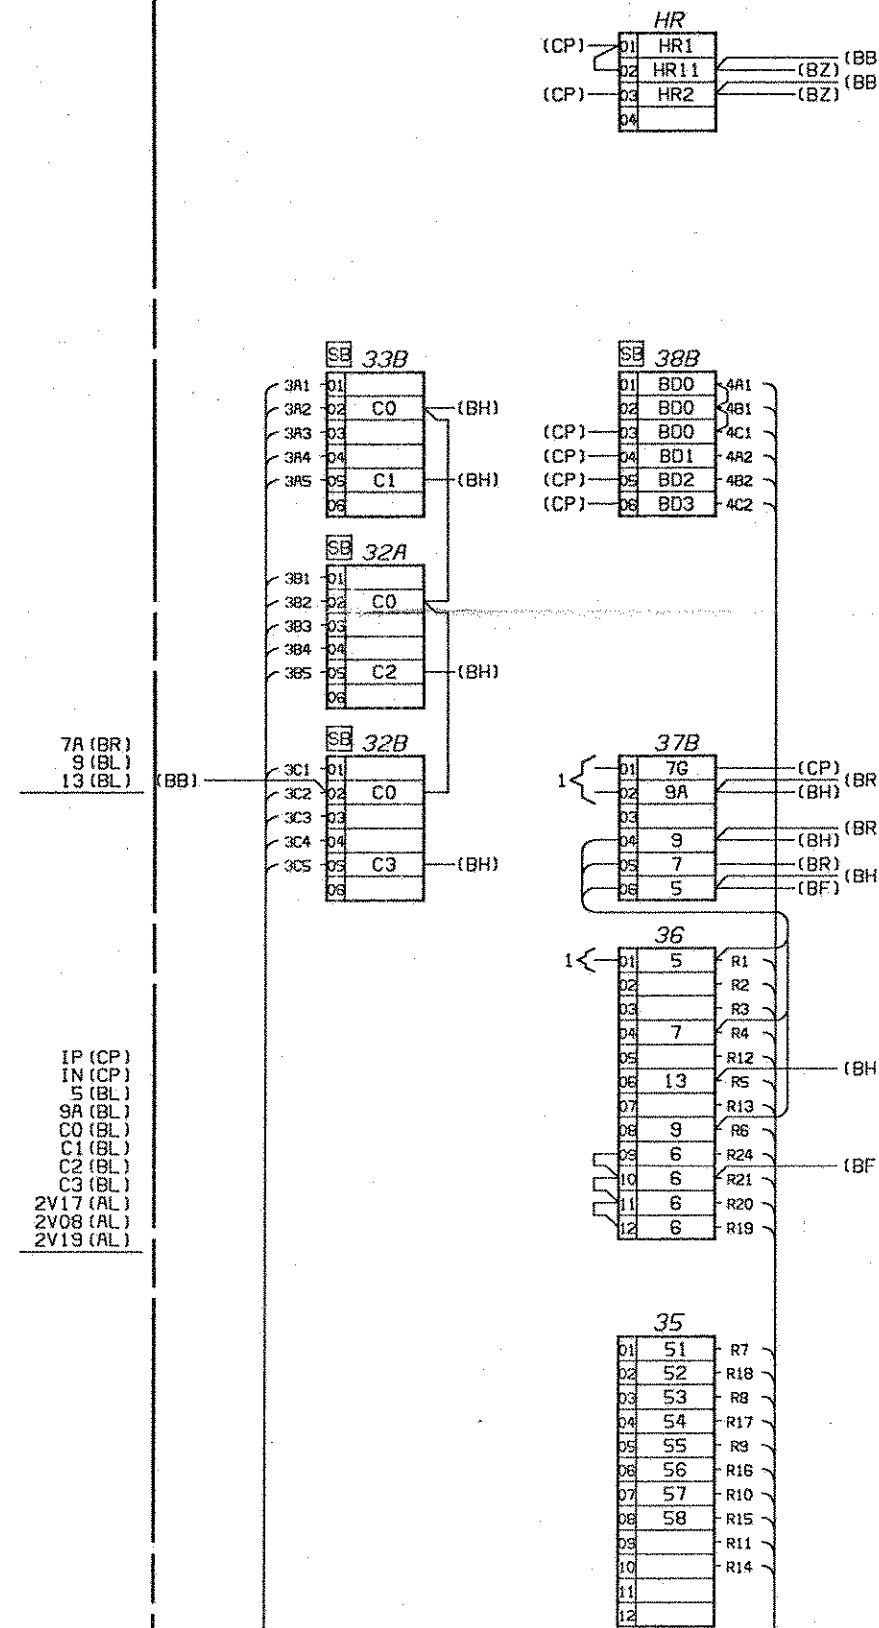 HR
(CP) 01 HR1
02 HR11 (BZ) (BB
(CP) 03 HR2 (BZ) (BB
04
SB 33B
3A1 01
3A2 02 C0 (BH)
3A3 03
3A4 04
3A5 05 C1 (BH)
06
SB 38B
01 BD0 4A1
02 BD0 4B1
(CP) 03 BD0 4C1
(CP) 04 BD1 4A2
(CP) 05 BD2 4B2
(CP) 06 BD3 4C2
SB 32A
3B1 01
3B2 02 C0
3B3 03
3B4 04
3B5 05 C2 (BH)
06
7A (BR)
9 (BL)
13 (BL)
(BB)
SB 32B
3C1 01
3C2 02 C0
3C3 03
3C4 04
3C5 05 C3 (BH)
06
37B
1 01 7G (CP)
02 9A (BH) (BR
03
04 9 (BH) (BR
05 7 (BR)
06 5 (BF) (BH
36
1 01 5 R1
02 R2
03 R3
04 7 R4
05 R12
06 13 R5 (BH
07 R13
08 9 R6
09 6 R24
10 6 R21 (BF
11 6 R20
12 6 R19
IP (CP)
IN (CP)
5 (BL)
9A (BL)
C0 (BL)
C1 (BL)
C2 (BL)
C3 (BL)
2V17 (AL)
2V08 (AL)
2V19 (AL)
35
01 51 R7
02 52 R18
03 53 R8
04 54 R17
05 55 R9
06 56 R16
07 57 R10
08 58 R15
09 R11
10 R14
11
12